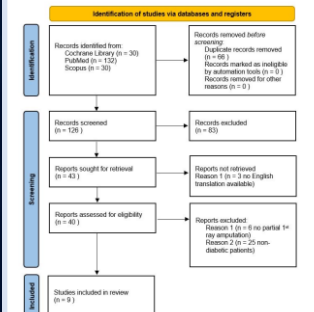 Identification of studies via databases and registers
Identification
Records identified from:
Cochrane Library (n = 30)
PubMed (n = 132)
Scopus (n = 30)
Records removed before
screening:
Duplicate records removed
(n = 66 )
Records marked as ineligible
by automation tools (n = 0 )
Records removed for other
reasons (n = 0 )
Screening
Records screened
(n = 126 )
Records excluded
(n = 83)
Reports sought for retrieval
(n = 43 )
Reports not retrieved
Reason 1 (n = 3 no English
translation available)
Reports assessed for eligibility
(n = 40 )
Reports excluded:
Reason 1 (n = 6 no partial 1st
ray amputation)
Reason 2 (n = 25 non-
diabetic patients)
Included
Studies included in review
(n = 9 )